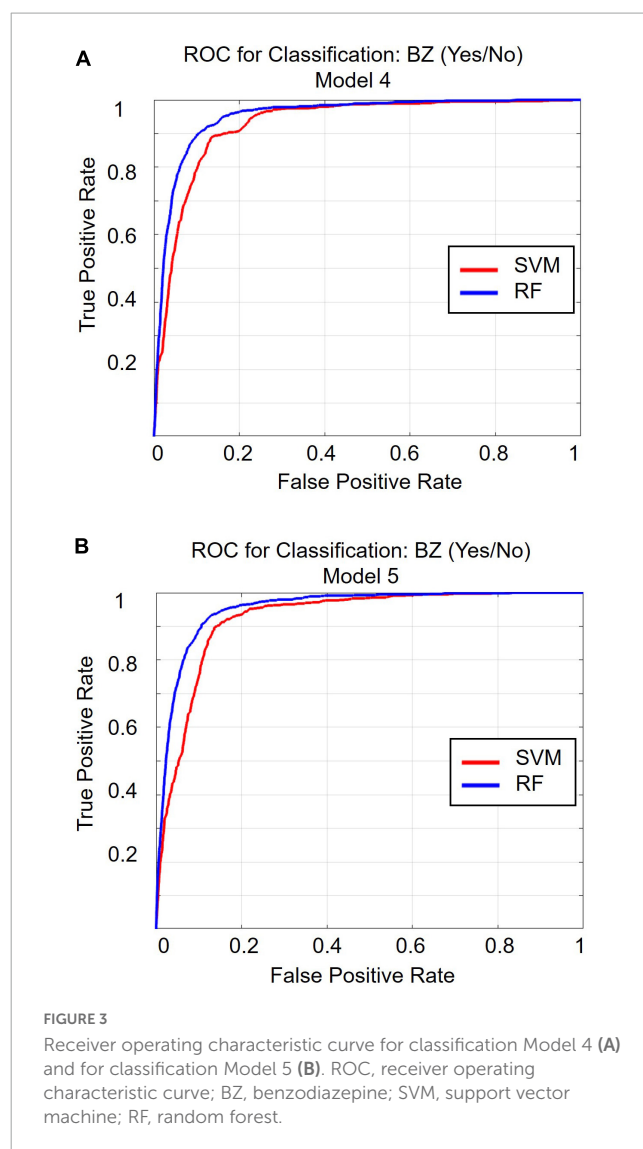 A
ROC for Classification: BZ (Yes/No)
Model 4
True Positive Rate
1
0.8
0.6
0.4
0.2
SVM
RF
0 0.2 0.4 0.6 0.8 1
False Positive Rate
B
ROC for Classification: BZ (Yes/No)
Model 5
True Positive Rate
1
0.8
0.6
0.4
0.2
SVM
RF
0 0.2 0.4 0.6 0.8 1
False Positive Rate
FIGURE 3
Receiver operating characteristic curve for classification Model 4 (A)
and for classification Model 5 (B). ROC, receiver operating
characteristic curve; BZ, benzodiazepine; SVM, support vector
machine; RF, random forest.